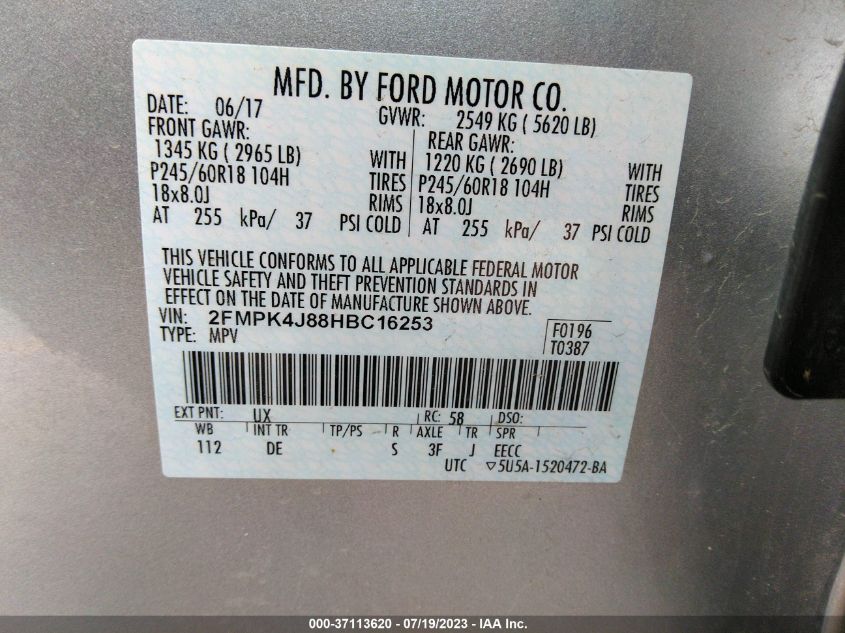 MFD. BY FORD MOTOR CO.
DATE: 06/17 GVWR: 2549 KG ( 5620 LB)
FRONT GAWR: REAR GAWR:
1345 KG ( 2965 LB) WITH 1220 KG ( 2690 LB) WITH
P245/60R18 104H TIRES P245/60R18 104H TIRES
18x8.0J RIMS 18x8.0J RIMS
AT 255 kPa/ 37 PSI COLD AT 255 kPa/ 37 PSI COLD
THIS VEHICLE CONFORMS TO ALL APPLICABLE FEDERAL MOTOR
VEHICLE SAFETY AND THEFT PREVENTION STANDARDS IN
EFFECT ON THE DATE OF MANUFACTURE SHOWN ABOVE.
VIN: 2FMPK4J88HBC16253 F0196
TYPE: MPV T0387
EXT PNT: UX RC: 58 DSO:
WB INT TR TP/PS R AXLE TR SPR
112 DE S 3F J EECC
UTC ▽5U5A-1520472-BA
000-37113620 - 07/19/2023 - IAA Inc.